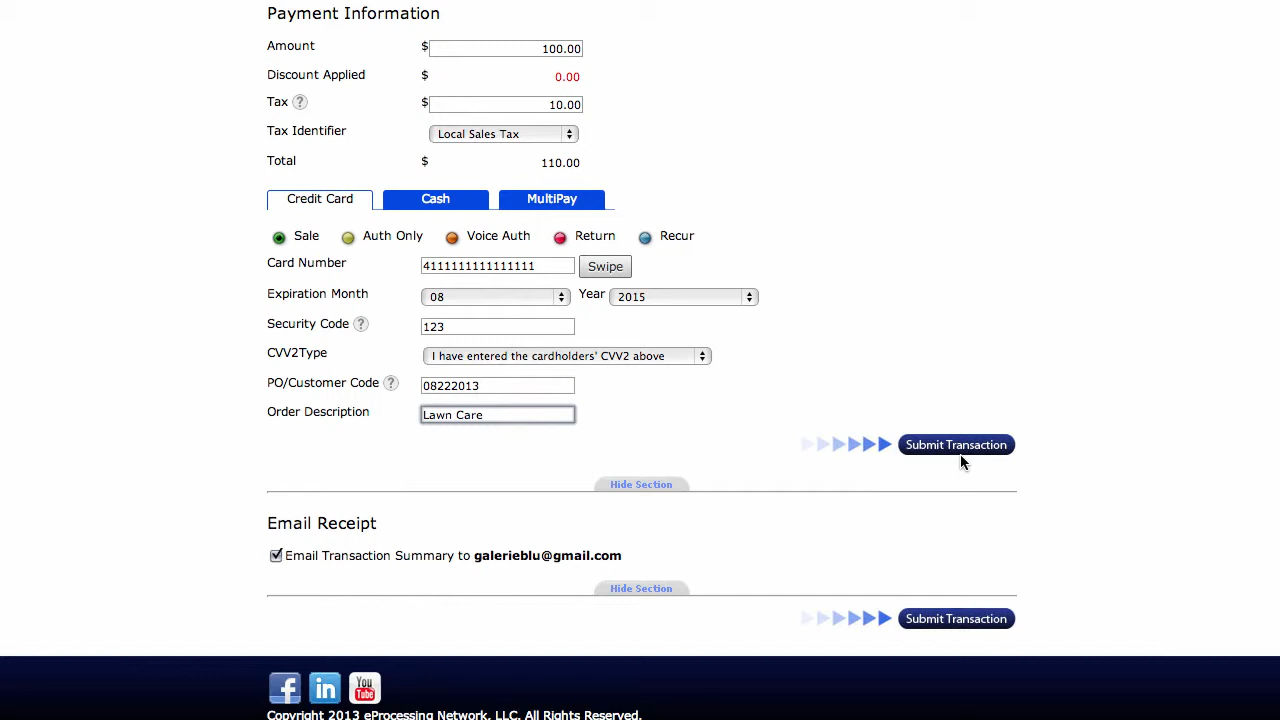 Payment Information
Amount $ 100.00
Discount Applied $ 0.00
Tax ? $ 10.00
Tax Identifier Local Sales Tax
Total $ 110.00
Credit Card Cash MultiPay
Sale Auth Only Voice Auth Return Recur
Card Number 4111111111111111 Swipe
Expiration Month 08 Year 2015
Security Code ? 123
CVV2Type I have entered the cardholders' CVV2 above
PO/Customer Code ? 08222013
Order Description Lawn Care
Submit Transaction
Hide Section
Email Receipt
Email Transaction Summary to galerieblu@gmail.com
Hide Section
Submit Transaction
f in You Tube
Copyright 2013 eProcessing Network, LLC. All Rights Reserved.